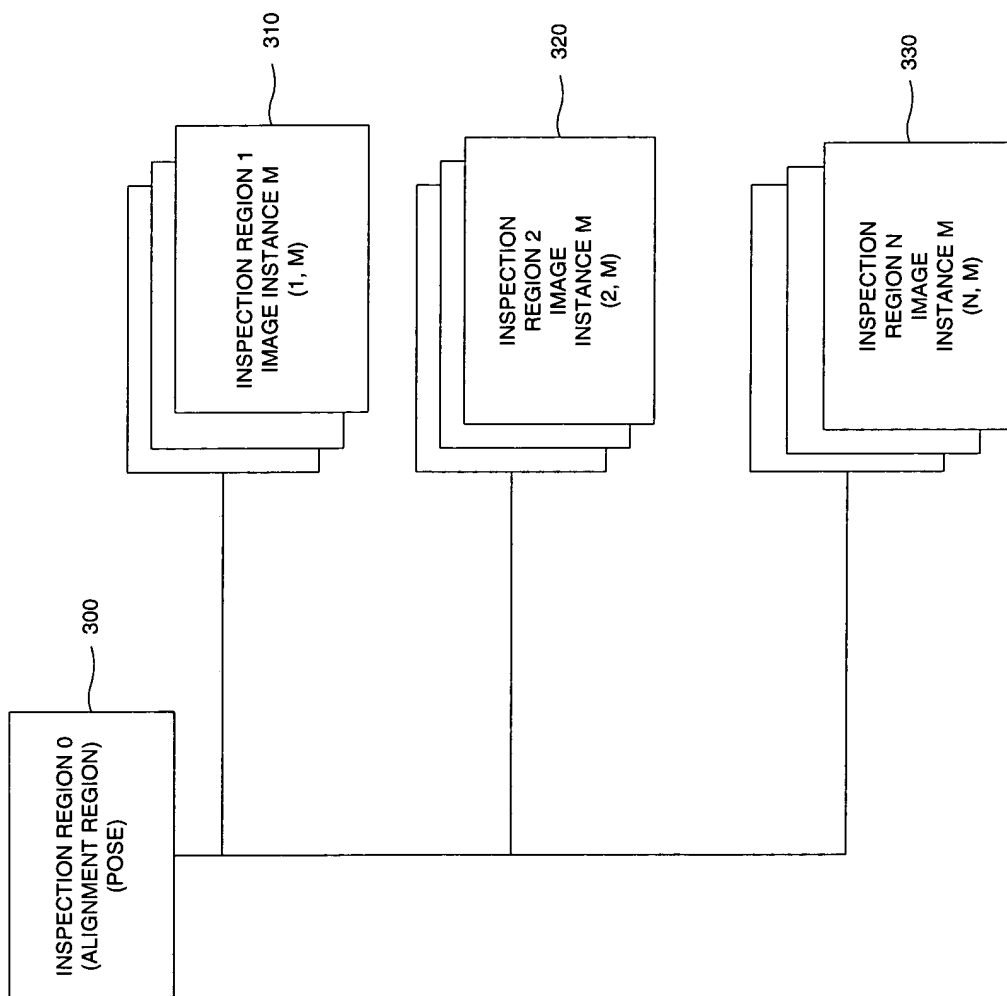 310
INSPECTION REGION 1
IMAGE INSTANCE M
(1, M)
320
INSPECTION
REGION 2
IMAGE
INSTANCE M
(2, M)
330
INSPECTION
REGION N
IMAGE
INSTANCE M
(N, M)
300
INSPECTION REGION 0
(ALIGNMENT REGION)
(POSE)